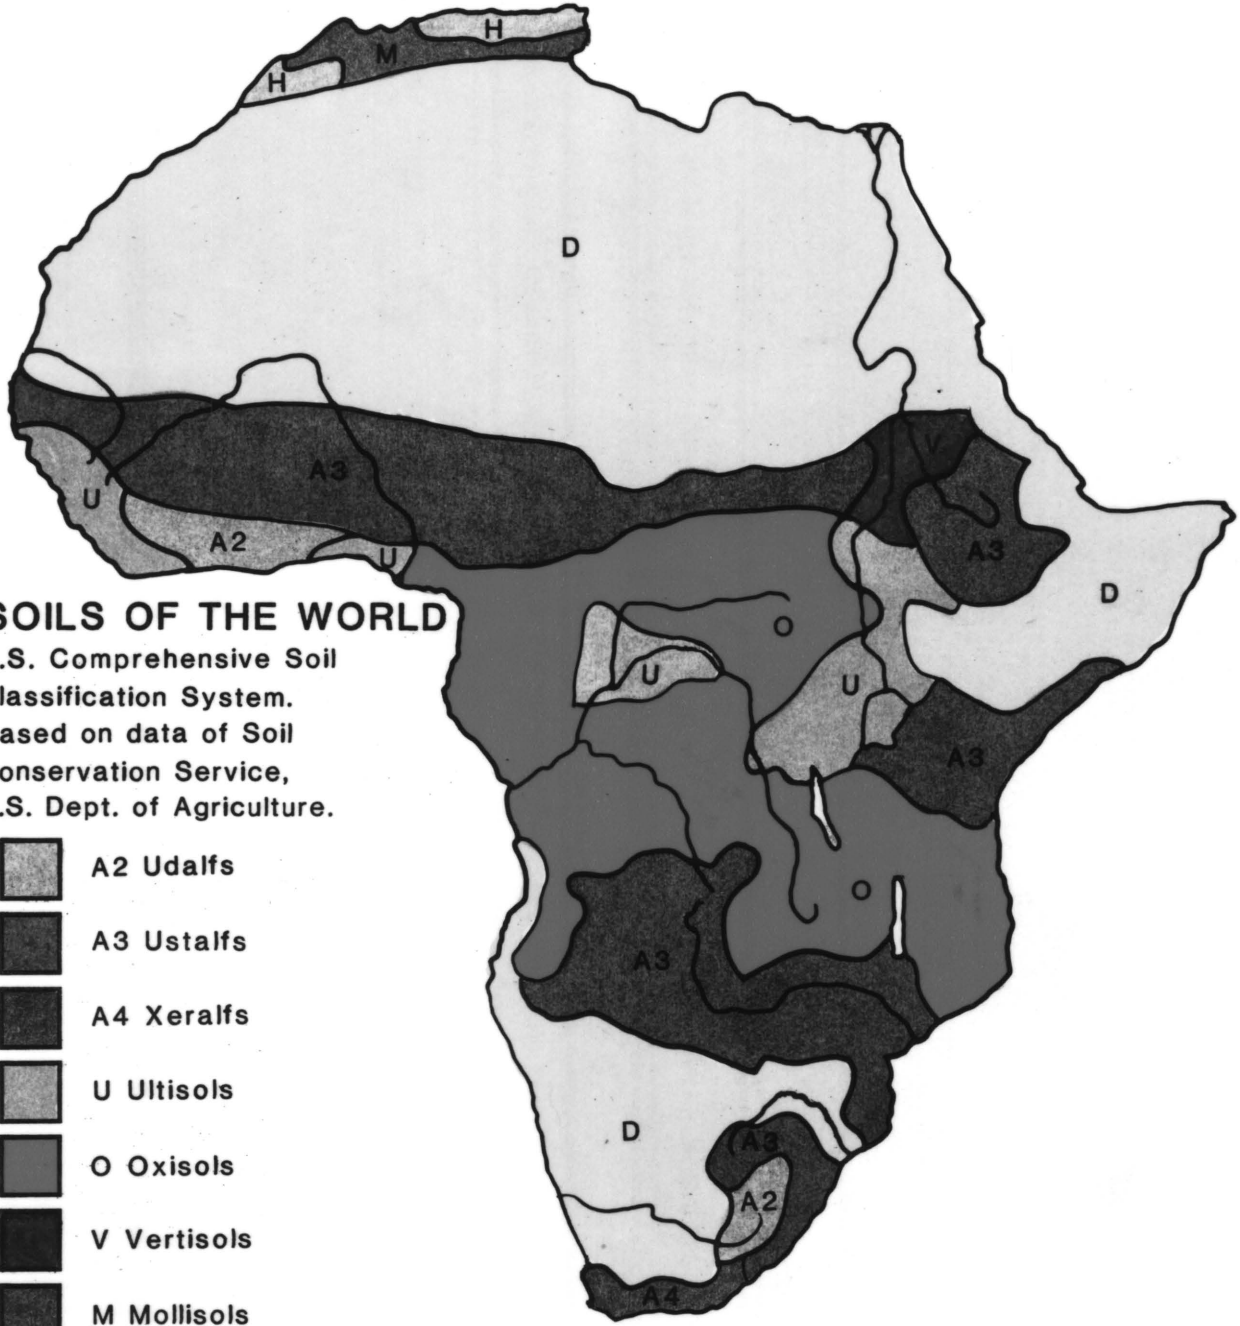 H
M
H
D
V
A3
U
A3
A2
U
D
SOILS OF THE WORLD
O
.S. Comprehensive Soil
U
U
lassification System.
ased on data of Soil
A3
onservation Service,
.S. Dept. of Agriculture.
A2 Udalfs
O
A3 Ustalfs
A3
A4 Xeralfs
U Ultisols
D
A3
O Oxisols
A2
V Vertisols
A4
M Mollisols